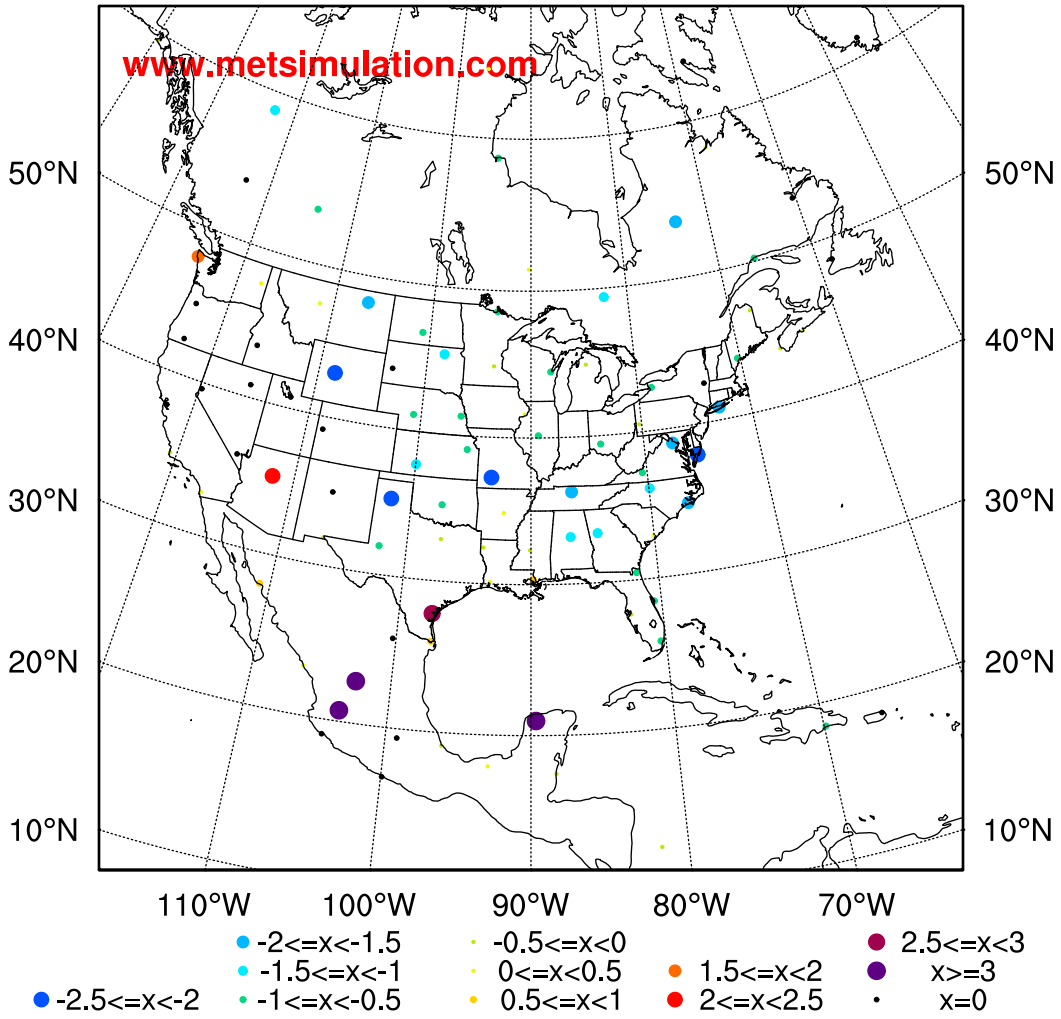 www.metsimulation.com
50°N 50°N
40°N 40°N
30°N 30°N
20°N 20°N
10°N 10°N
110°W 100°W 90°W 80°W 70°W
-2<=x<-1.5 -0.5<=x<0 2.5<=x<3
-1.5<=x<-1 0<=x<0.5 1.5<=x<2 x>=3
-2.5<=x<-2 -1<=x<-0.5 0.5<=x<1 2<=x<2.5 x=0